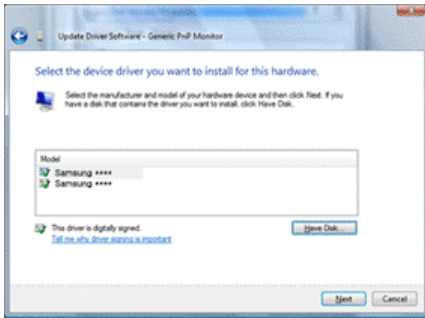 Update Driver Software - Generic PnP Monitor
Select the device driver you want to install for this hardware.
Select the manufacturer and model of your hardware device and then click Next. If you
have a disk that contains the driver you want to install, click Have Disk.
Model
Samsung ****
Samsung ****
This driver is digitally signed.
Have Disk...
Tell me why driver signing is important
Next
Cancel